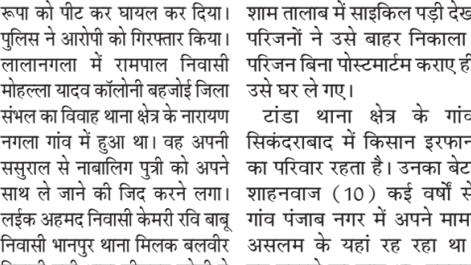 रूपा को पीट कर घायल कर दिया।
पुलिस ने आरोपी को गिरफ्तार किया।
लालानगला में रामपाल निवासी
मोहल्ला यादव कॉलोनी बहजोई जिला
संभल का विवाह थाना क्षेत्र के नारायण
नगला गांव में हुआ था। वह अपनी
ससुराल से नाबालिग पुत्री को अपने
साथ ले जाने की जिद करने लगा।
लईक अहमद निवासी केमरी रवि बाबू
निवासी भानपुर थाना मिलक बलवीर
शाम तालाब में साइकिल पड़ी देख
परिजनों ने उसे बाहर निकाला
परिजन बिना पोस्टमार्टम कराए ही
उसे घर ले गए।
टांडा थाना क्षेत्र के गांव
सिकंदराबाद में किसान इरफान
का परिवार रहता है। उनका बेट
शाहनवाज (10) कई वर्षों से
गांव पंजाब नगर में अपने माम
असलम के यहां रह रहा था